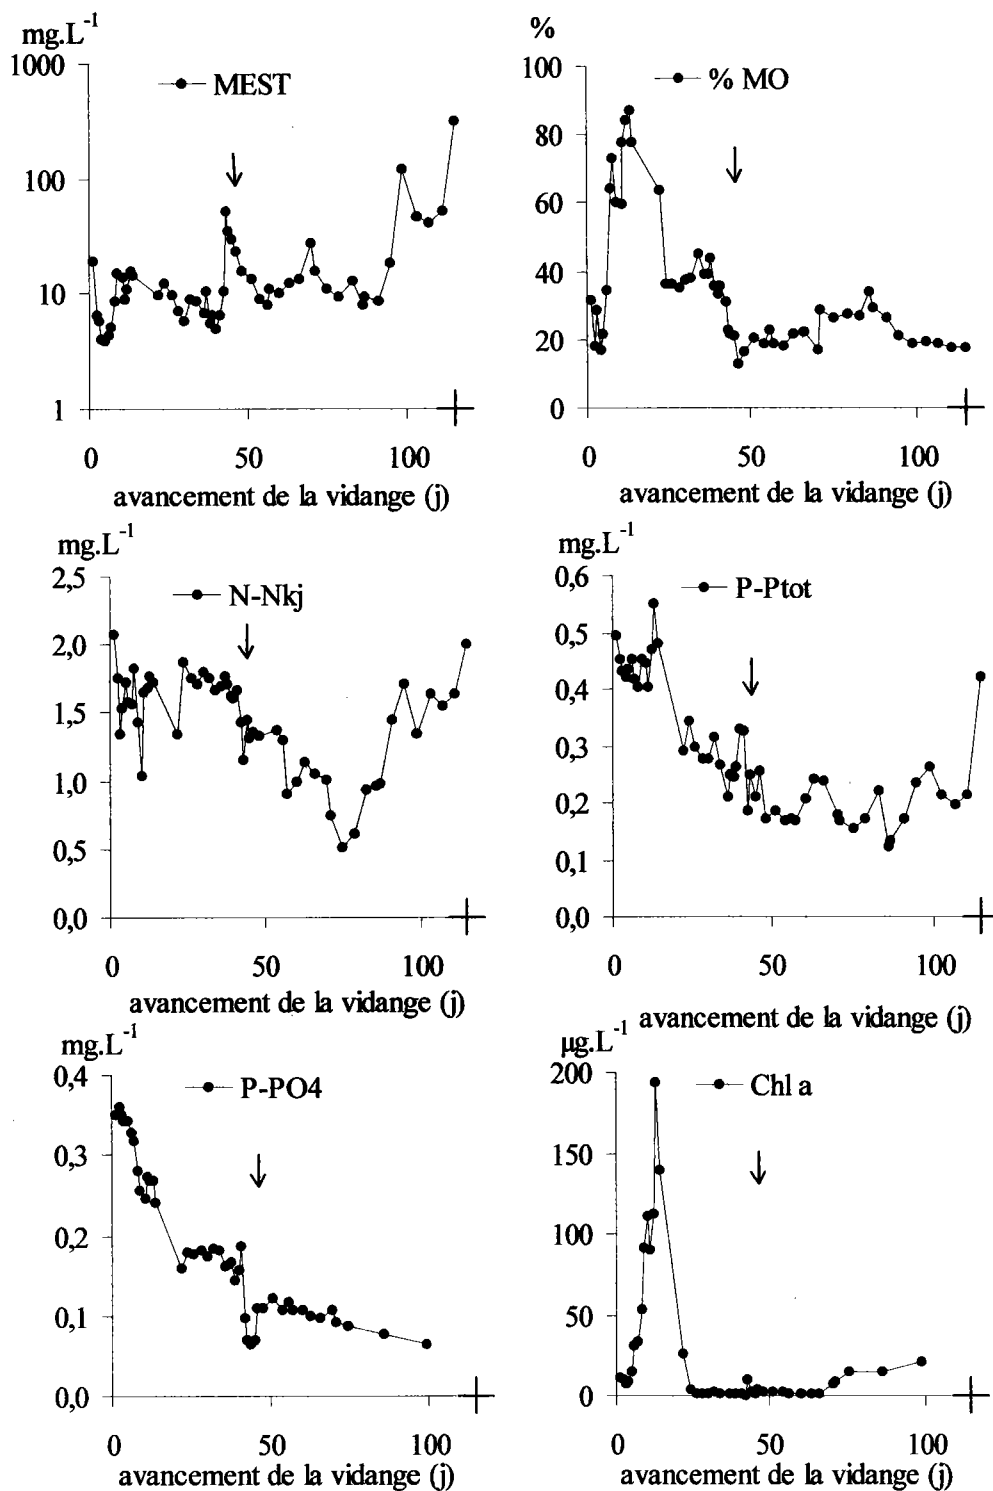 mg.L-1
1000
100
10
1
MEST
0 50 100
avancement de la vidange (j)
%
100
80
60
40
20
0
% MO
0 50 100
avancement de la vidange (j)
mg.L-1
2,5
2,0
1,5
1,0
0,5
0,0
N-Nkj
0 50 100
avancement de la vidange (j)
mg.L-1
0,6
0,5
0,4
0,3
0,2
0,1
0,0
P-Ptot
0 50 100
avancement de la vidange (j)
mg.L-1
0,4
0,3
0,2
0,1
0,0
P-PO4
0 50 100
avancement de la vidange (j)
µg.L-1
200
150
100
50
0
Chl a
0 50 100
avancement de la vidange (j)